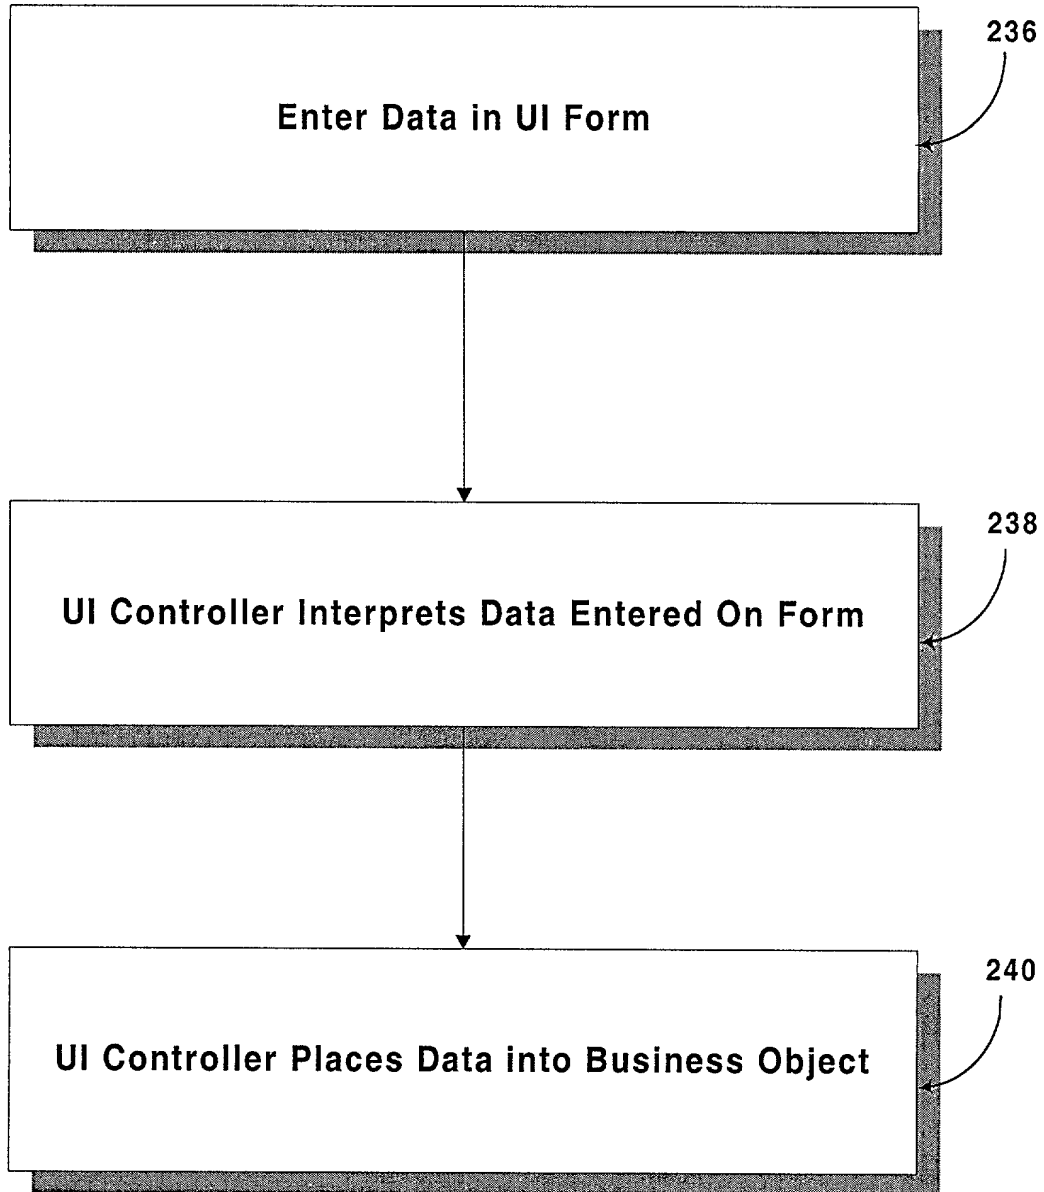 236
Enter Data in UI Form
238
UI Controller Interprets Data Entered On Form
240
UI Controller Places Data into Business Object